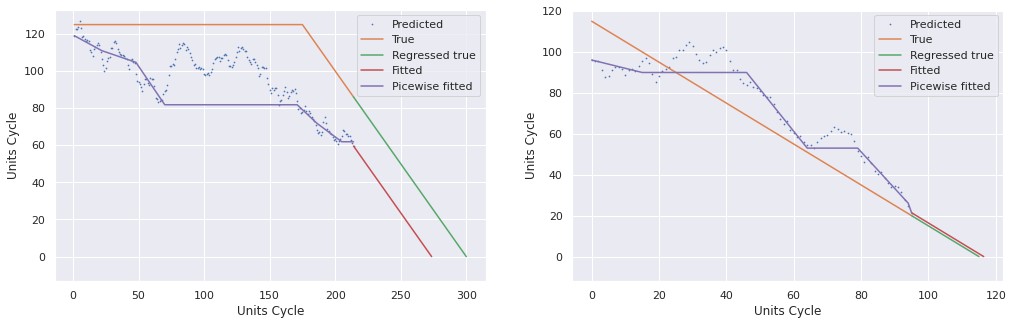 Predicted
True
Regressed true
Fitted
Picewise fitted
120
100
80
60
40
20
0
Units Cycle
0 50 100 150 200 250 300
Units Cycle
Predicted
True
Regressed true
Fitted
Picewise fitted
120
100
80
60
40
20
0
Units Cycle
0 20 40 60 80 100 120
Units Cycle